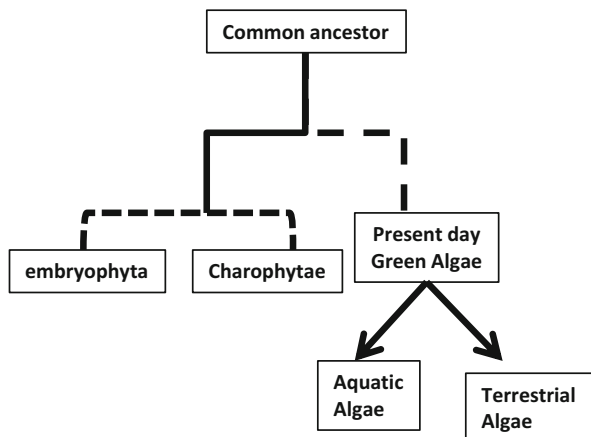 Common ancestor
embryophyta
Charophytae
Present day
Green Algae
Aquatic
Algae
Terrestrial
Algae